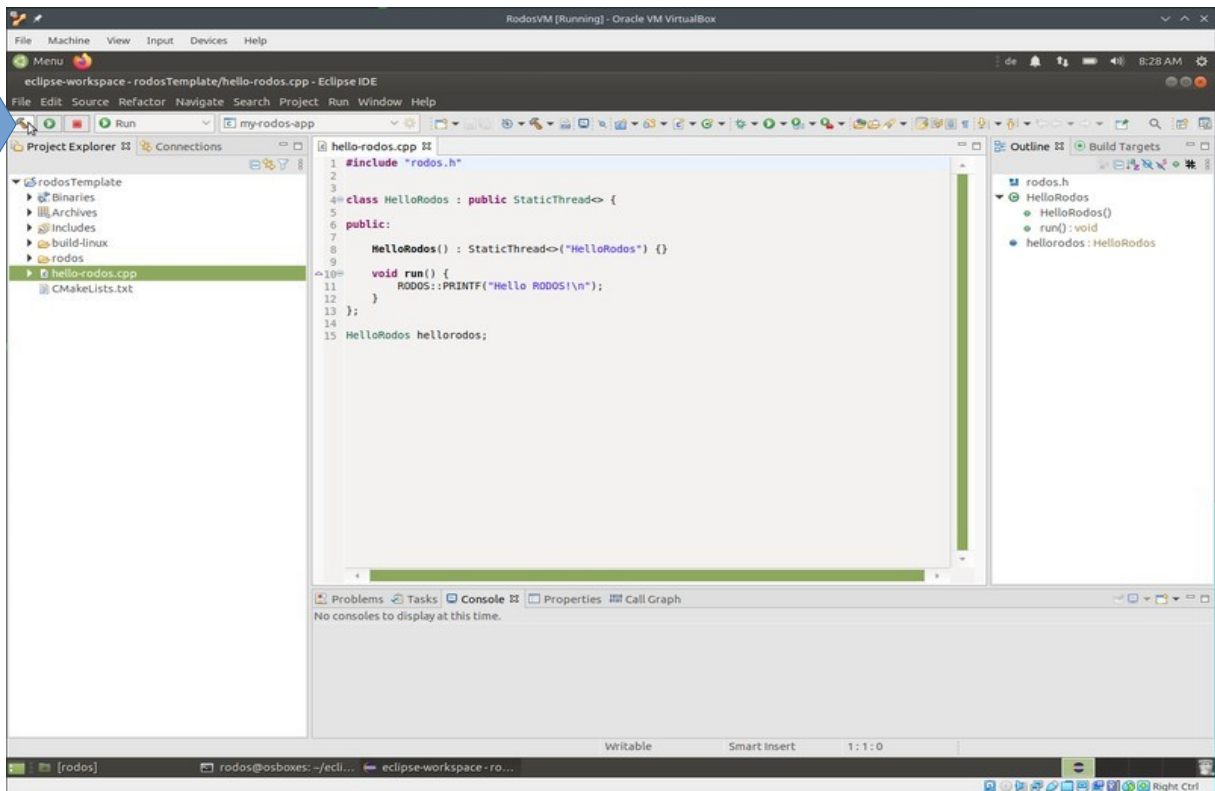 RodosVM [Running] - Oracle VM VirtualBox
File Machine View Input Devices Help
Menu
de 8:28 AM
eclipse-workspace - rodosTemplate/hello-rodos.cpp - Eclipse IDE
File Edit Source Refactor Navigate Search Project Run Window Help
Run
my-rodos-app
Project Explorer
Connections
rodosTemplate
Binaries
Archives
Includes
build-linux
rodos
hello-rodos.cpp
CMakeLists.txt
hello-rodos.cpp
1 #include "rodos.h"
2
3
4 class HelloRodos : public StaticThread<> {
5
6 public:
7
8 HelloRodos() : StaticThread<>("HelloRodos") {}
9
10 void run() {
11 RODOS::PRINTF("Hello RODOS!\n");
12 }
13 };
14
15 HelloRodos hellorodos;
Outline
Build Targets
rodos.h
HelloRodos
HelloRodos()
run() : void
hellorodos : HelloRodos
Problems Tasks Console Properties Call Graph
No consoles to display at this time.
Writable Smart Insert 1 : 1 : 0
[rodos]
rodos@osboxes: ~/ecli...
eclipse-workspace - ro...
Right Ctrl